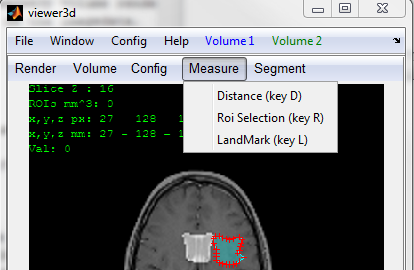 viewer3d
File Window Config Help Volume 1 Volume 2
Render Volume Config Measure Segment
Distance (key D)
Roi Selection (key R)
LandMark (key L)
Slice Z : 16
ROIs mm^3: 0
x,y,z px: 27 128 1
x,y,z mm: 27 - 128 - 1
Val: 0